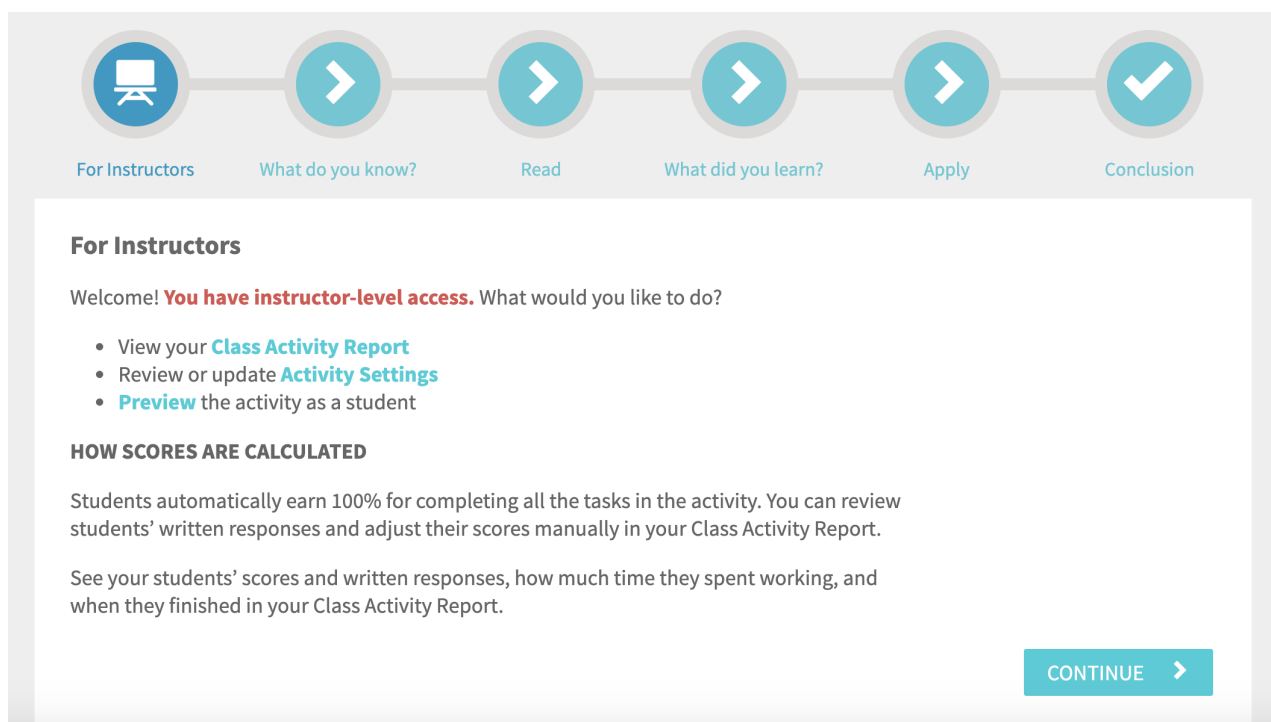 For Instructors
What do you know?
Read
What did you learn?
Apply
Conclusion
For Instructors
Welcome! You have instructor-level access. What would you like to do?
• View your Class Activity Report
• Review or update Activity Settings
• Preview the activity as a student
HOW SCORES ARE CALCULATED
Students automatically earn 100% for completing all the tasks in the activity. You can review
students’ written responses and adjust their scores manually in your Class Activity Report.
See your students’ scores and written responses, how much time they spent working, and
when they finished in your Class Activity Report.
CONTINUE